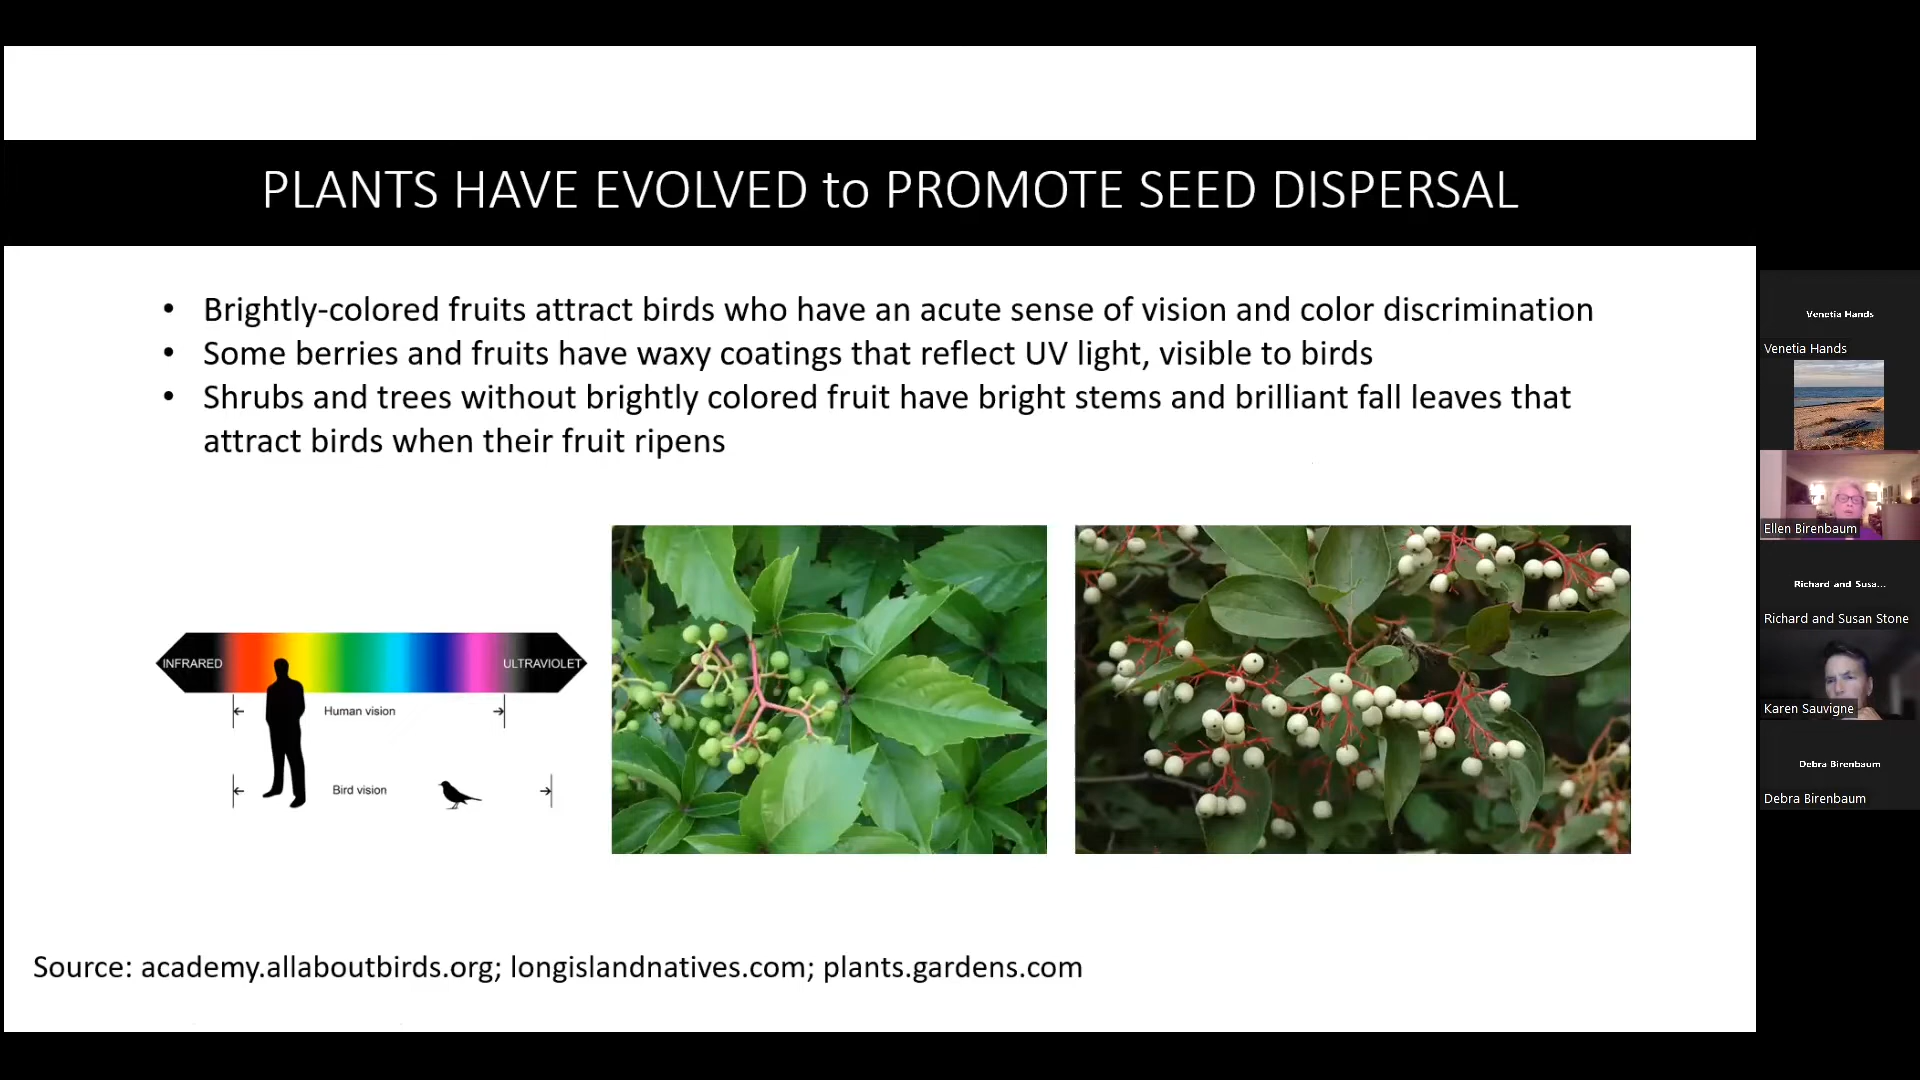 PLANTS HAVE EVOLVED to PROMOTE SEED DISPERSAL
• Brightly-colored fruits attract birds who have an acute sense of vision and color discrimination
• Some berries and fruits have waxy coatings that reflect UV light, visible to birds
• Shrubs and trees without brightly colored fruit have bright stems and brilliant fall leaves that
attract birds when their fruit ripens
INFRARED
ULTRAVIOLET
Human vision
Bird vision
Source: academy.allaboutbirds.org; longislandnatives.com; plants.gardens.com
Venetia Hands
Venetia Hands
Ellen Birenbaum
Richard and Susa...
Richard and Susan Stone
Karen Sauvigne
Debra Birenbaum
Debra Birenbaum